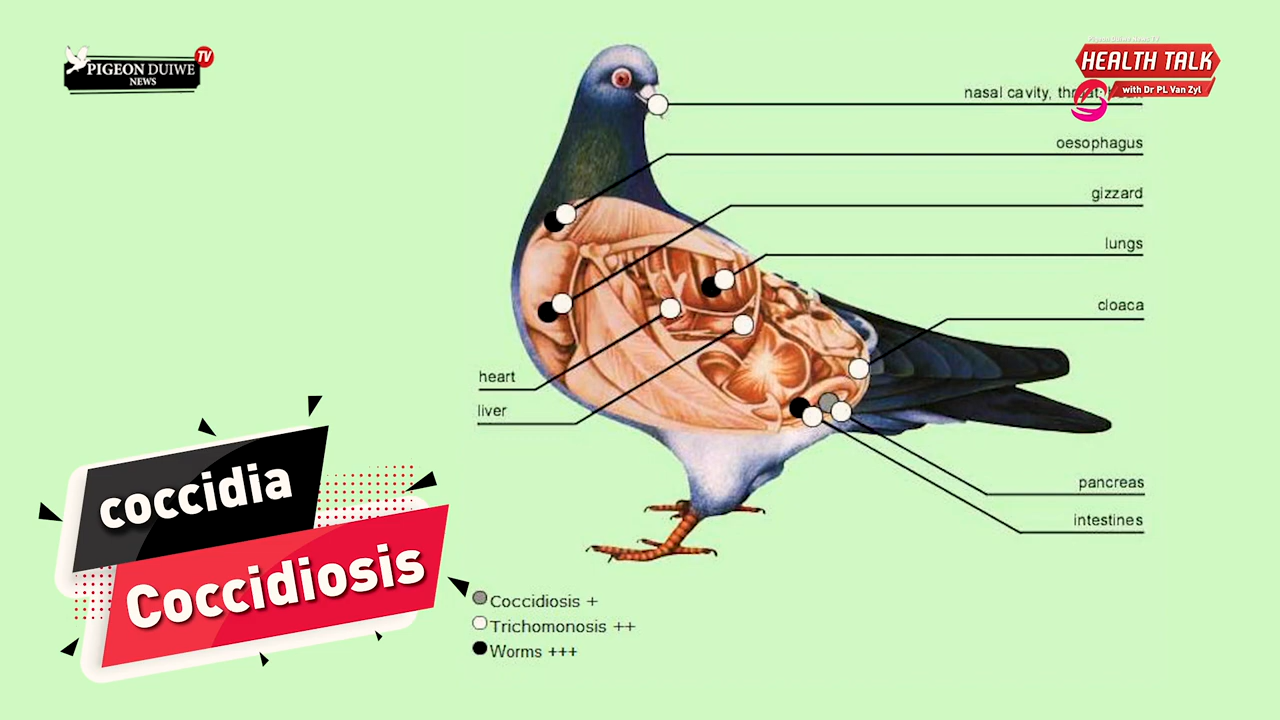 PIGEON DUIWE
NEWS
TV
HEALTH TALK
with Dr PL Van Zyl
nasal cavity,
oesophagus
gizzard
lungs
cloaca
heart
liver
pancreas
intestines
coccidia
Coccidiosis
Coccidiosis +
Trichomonosis ++
Worms +++